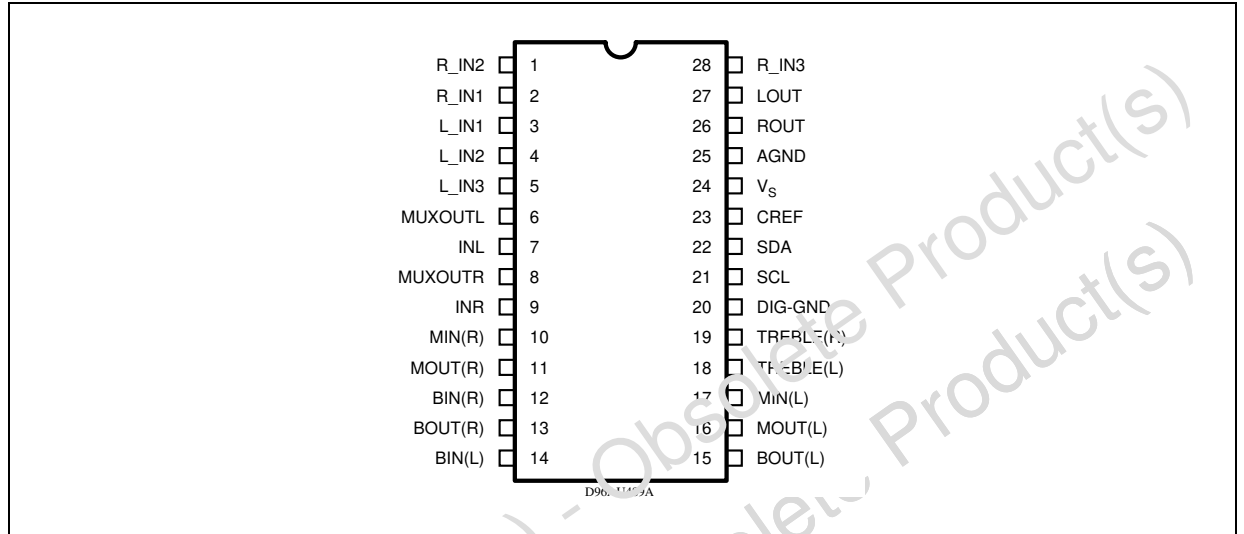 R_IN2 1 28 R_IN3
R_IN1 2 27 LOUT
L_IN1 3 26 ROUT
L_IN2 4 25 AGND
L_IN3 5 24 VS
MUXOUTL 6 23 CREF
INL 7 22 SDA
MUXOUTR 8 21 SCL
INR 9 20 DIG-GND
MIN(R) 10 19 TREBLE(R)
MOUT(R) 11 18 TREBLE(L)
BIN(R) 12 17 MIN(L)
BOUT(R) 13 16 MOUT(L)
BIN(L) 14 15 BOUT(L)
- Obsolete Product(s)
Obsolete Product(s)